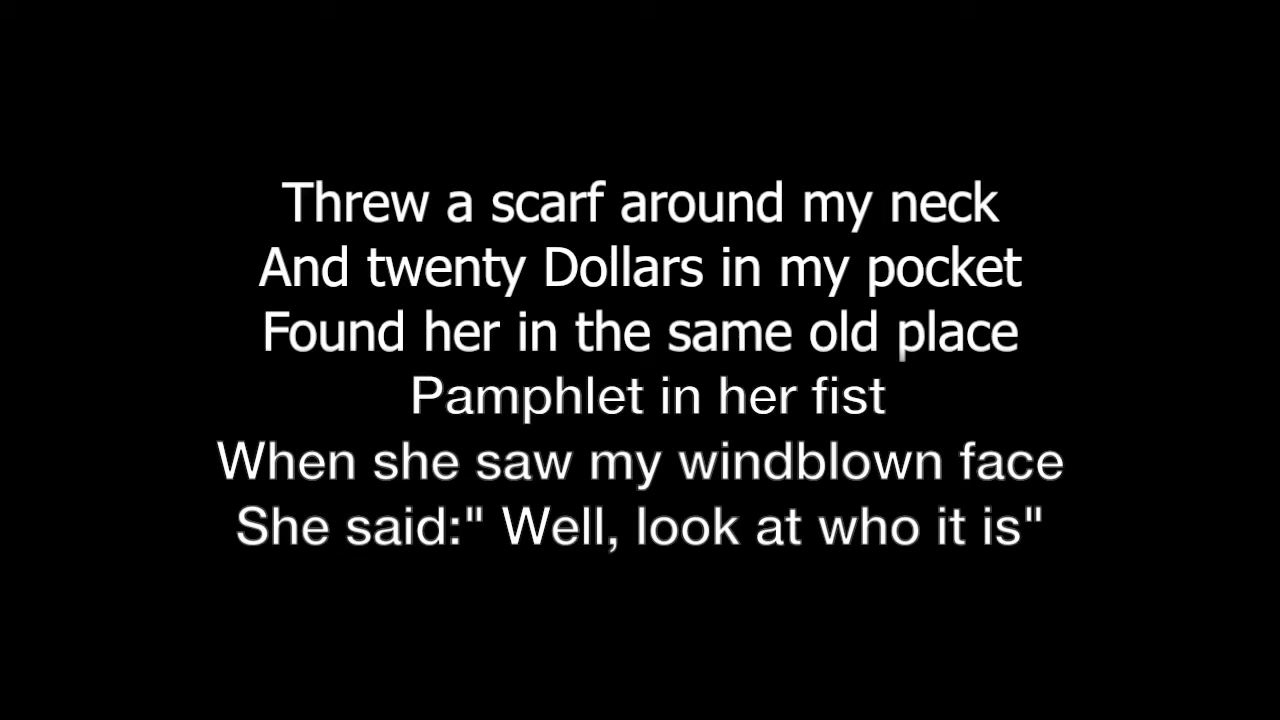 Threw a scarf around my neck
And twenty Dollars in my pocket
Found her in the same old place
Pamphlet in her fist
When she saw my windblown face
She said:" Well, look at who it is"